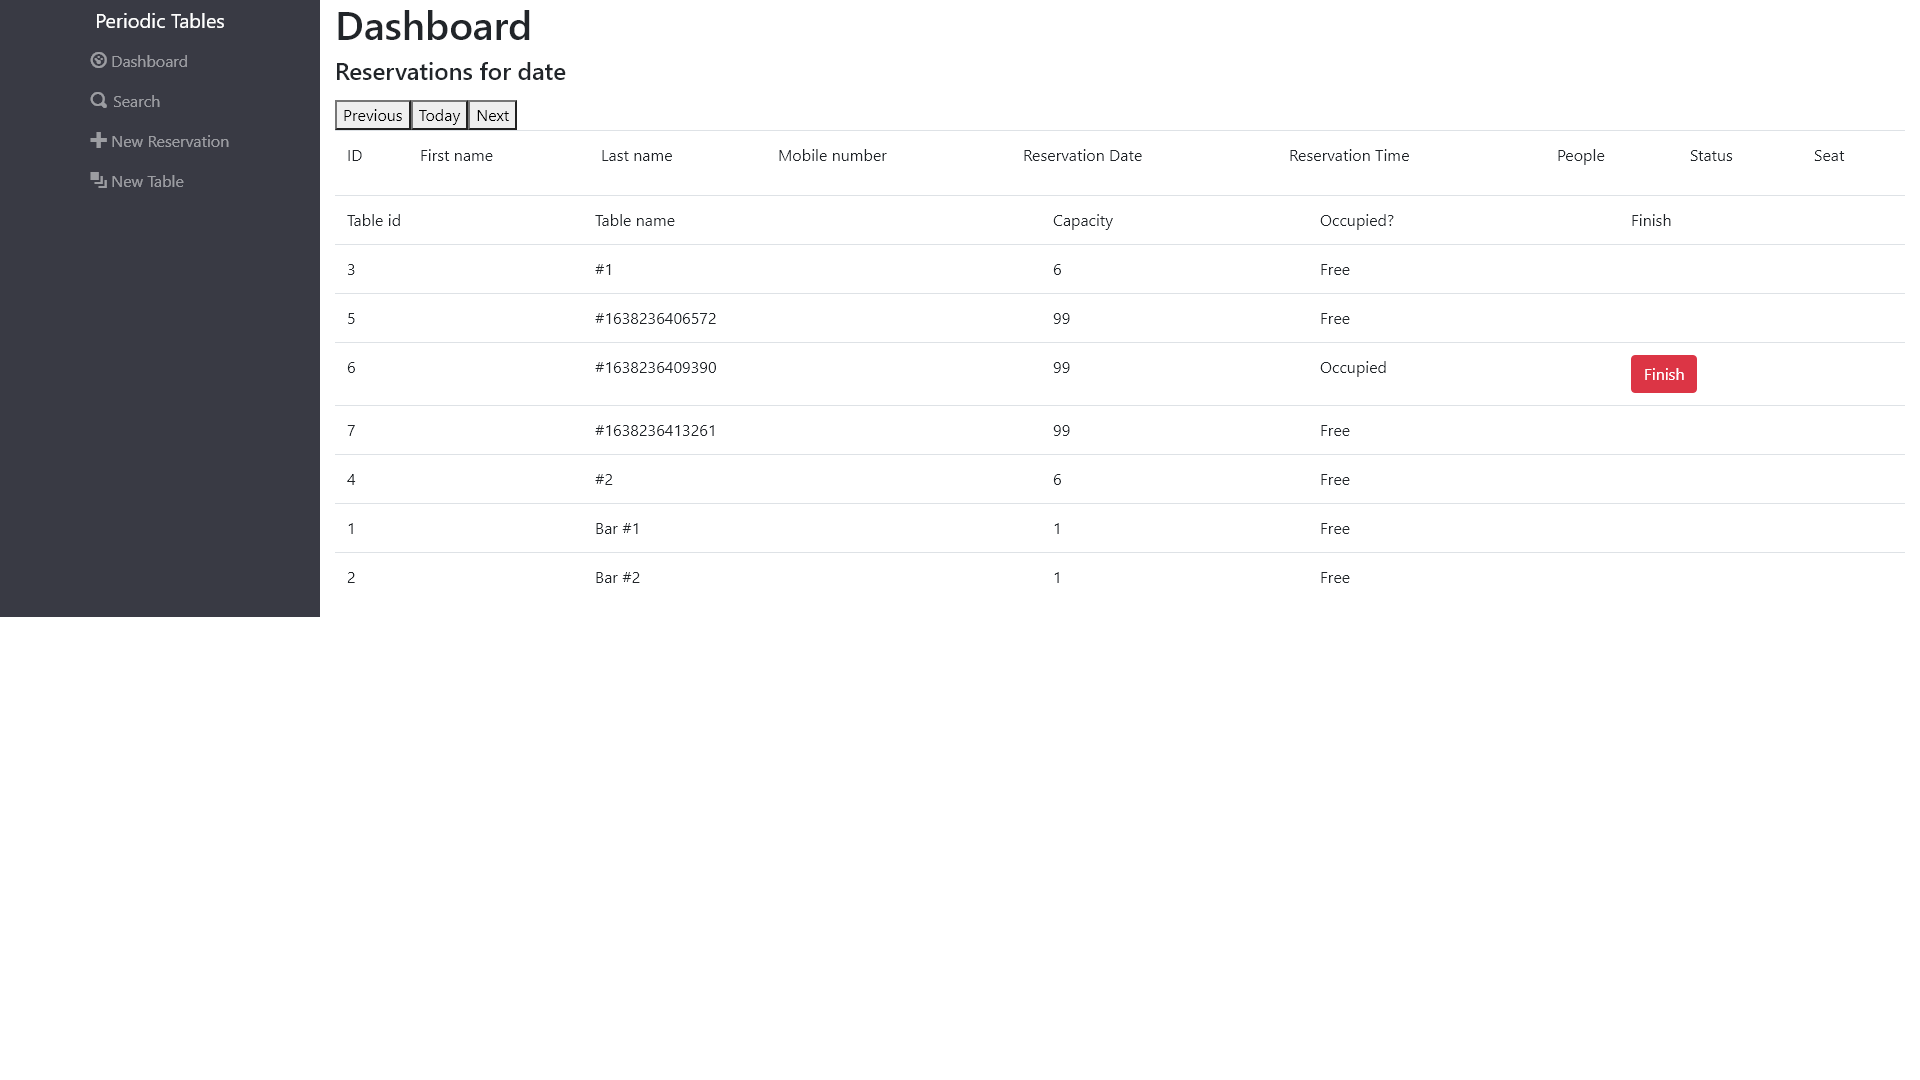 Periodic Tables
Dashboard
Search
New Reservation
New Table
Dashboard
Reservations for date
Previous Today Next
ID First name Last name Mobile number Reservation Date Reservation Time People Status Seat
Table id Table name Capacity Occupied? Finish
3 #1 6 Free
5 #1638236406572 99 Free
6 #1638236409390 99 Occupied Finish
7 #1638236413261 99 Free
4 #2 6 Free
1 Bar #1 1 Free
2 Bar #2 1 Free